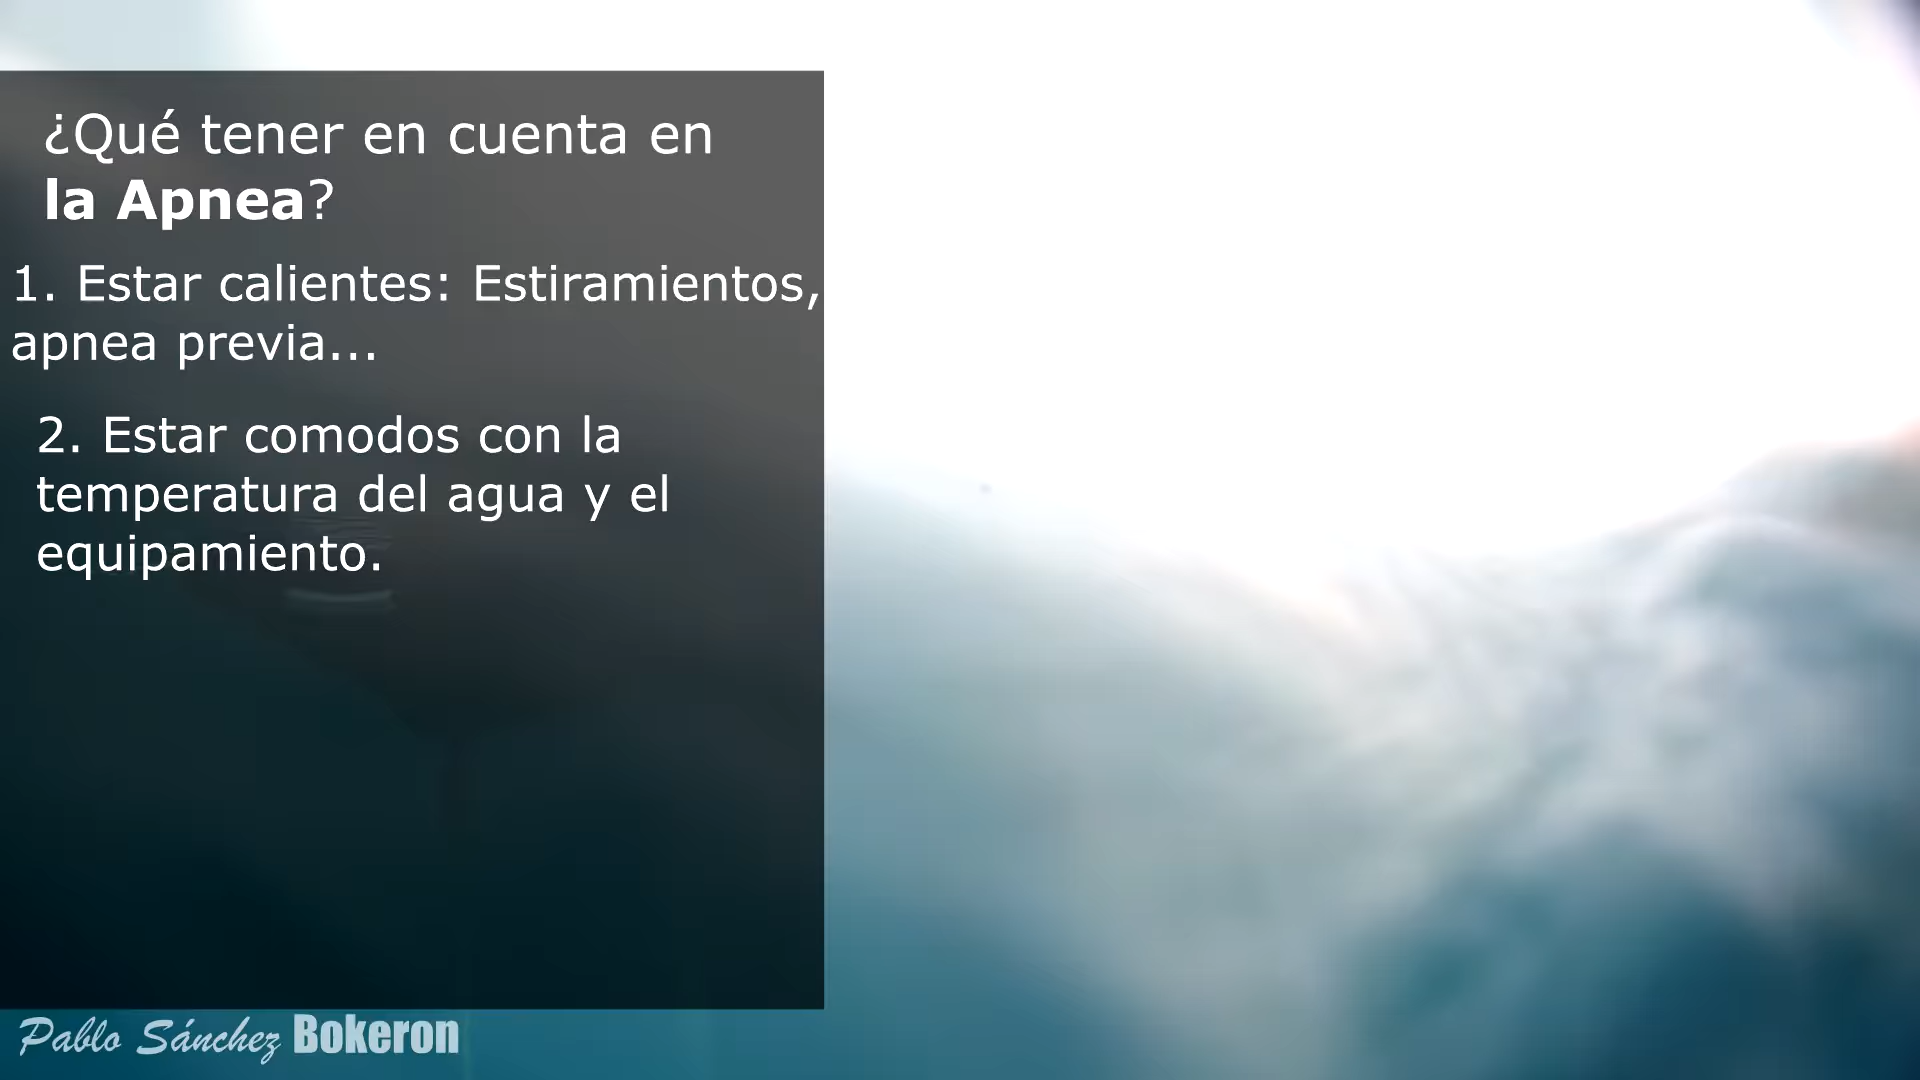 ¿Qué tener en cuenta en
la Apnea?
1. Estar calientes: Estiramientos,
apnea previa...
2. Estar comodos con la
temperatura del agua y el
equipamiento.
Pablo Sánchez Bokeron